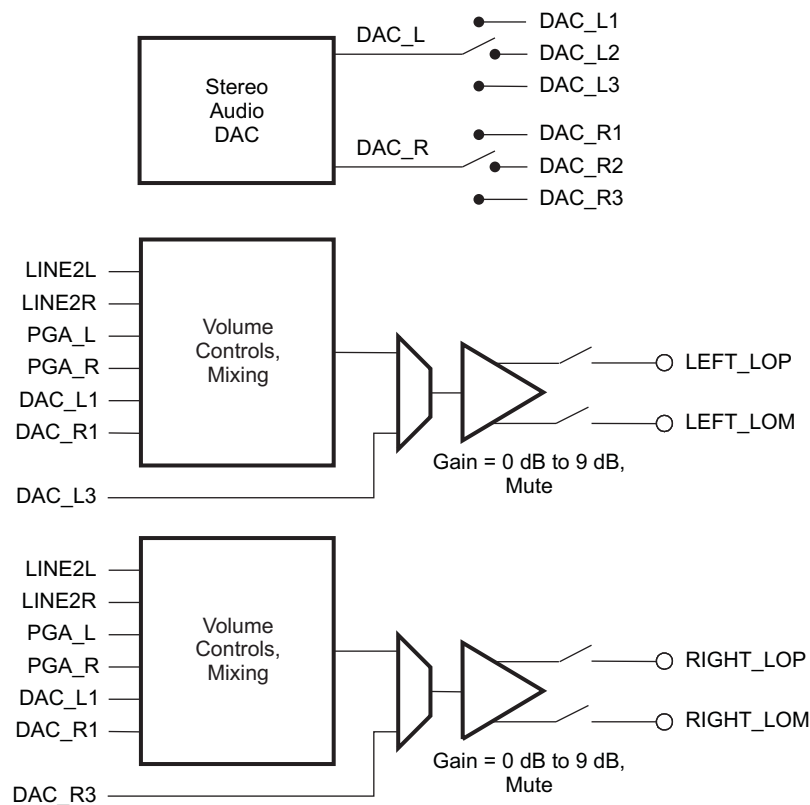 DAC_L
DAC_L1
DAC_L2
DAC_L3
Stereo
Audio
DAC
DAC_R
DAC_R1
DAC_R2
DAC_R3
LINE2L
LINE2R
PGA_L
PGA_R
DAC_L1
DAC_R1
Volume
Controls,
Mixing
LEFT_LOP
LEFT_LOM
Gain = 0 dB to 9 dB,
Mute
DAC_L3
LINE2L
LINE2R
PGA_L
PGA_R
DAC_L1
DAC_R1
Volume
Controls,
Mixing
RIGHT_LOP
RIGHT_LOM
Gain = 0 dB to 9 dB,
Mute
DAC_R3